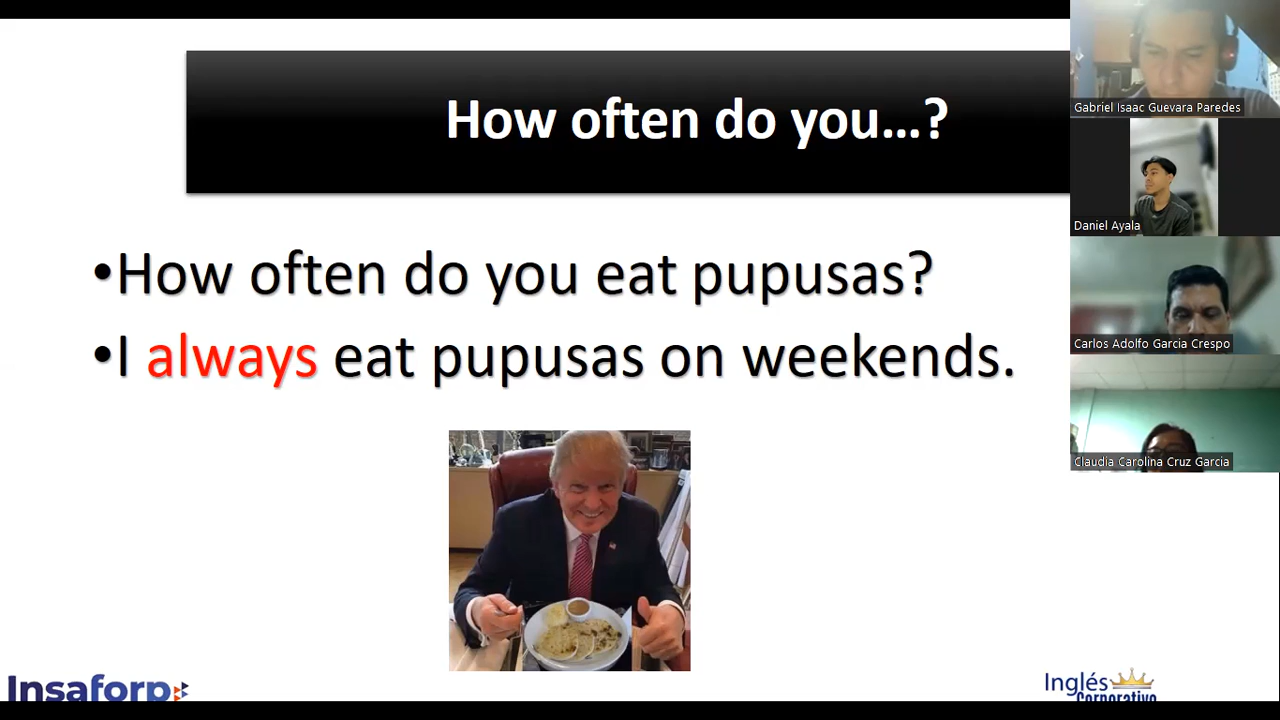 How often do you…?
•How often do you eat pupusas?
•I always eat pupusas on weekends.
Gabriel Isaac Guevara Paredes
Daniel Ayala
Carlos Adolfo Garcia Crespo
Claudia Carolina Cruz Garcia
Insaforp
Inglés
Corporativo